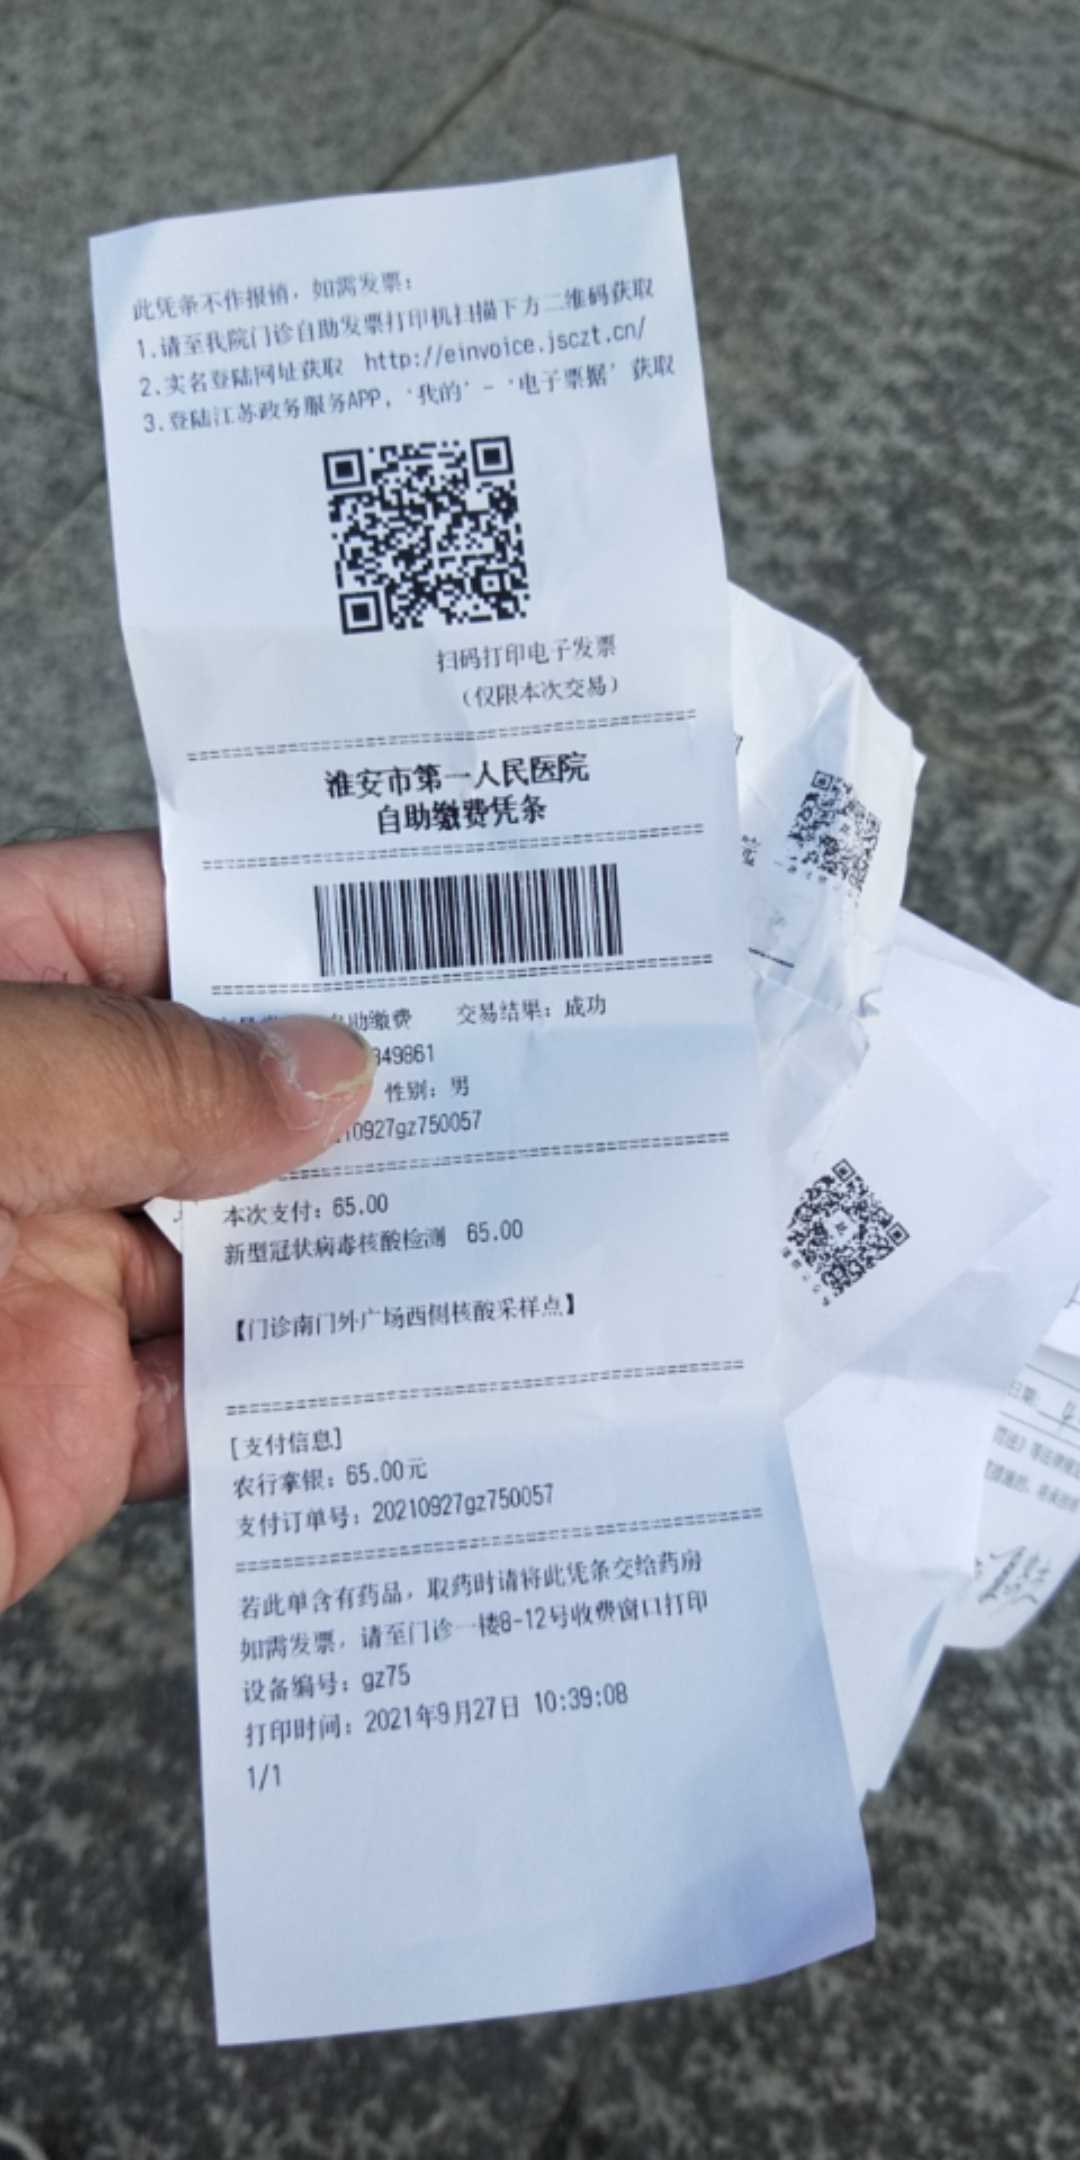 此凭条不作报销，如需发票：
1.请至我院门诊自助发票打印机扫描下方二维码获取
2.实名登陆网址获取 http://einvoice.jsczt.cn/
3.登陆江苏政务服务APP，‘我的’-‘电子票据’获取
扫码打印电子发票
（仅限本次交易）
淮安市第一人民医院
自助缴费凭条
自助缴费 交易结果：成功
349861
性别：男
10927gz750057
本次支付：65.00
新型冠状病毒核酸检测 65.00
【门诊南门外广场西侧核酸采样点】
[支付信息]
农行掌银：65.00元
支付订单号：20210927gz750057
若此单含有药品，取药时请将此凭条交给药房
如需发票，请至门诊一楼8-12号收费窗口打印
设备编号：gz75
打印时间：2021年9月27日 10:39:08
1/1
日期：